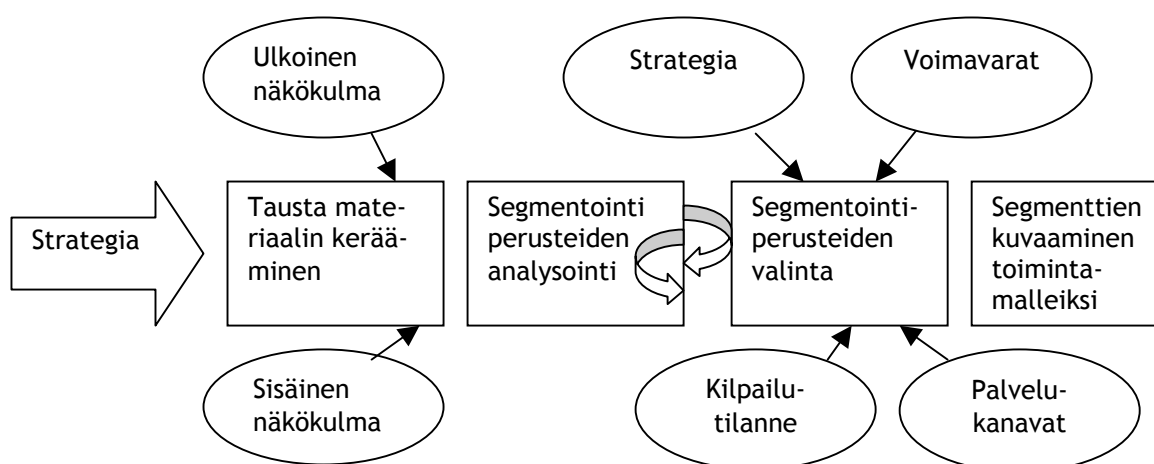 Ulkoinen
näkökulma
Strategia
Voimavarat
Strategia
Tausta mate-
riaalin kerää-
minen
Segmentointi
perusteiden
analysointi
Segmentointi-
perusteiden
valinta
Segmenttien
kuvaaminen
toiminta-
malleiksi
Sisäinen
näkökulma
Kilpailu-
tilanne
Palvelu-
kanavat